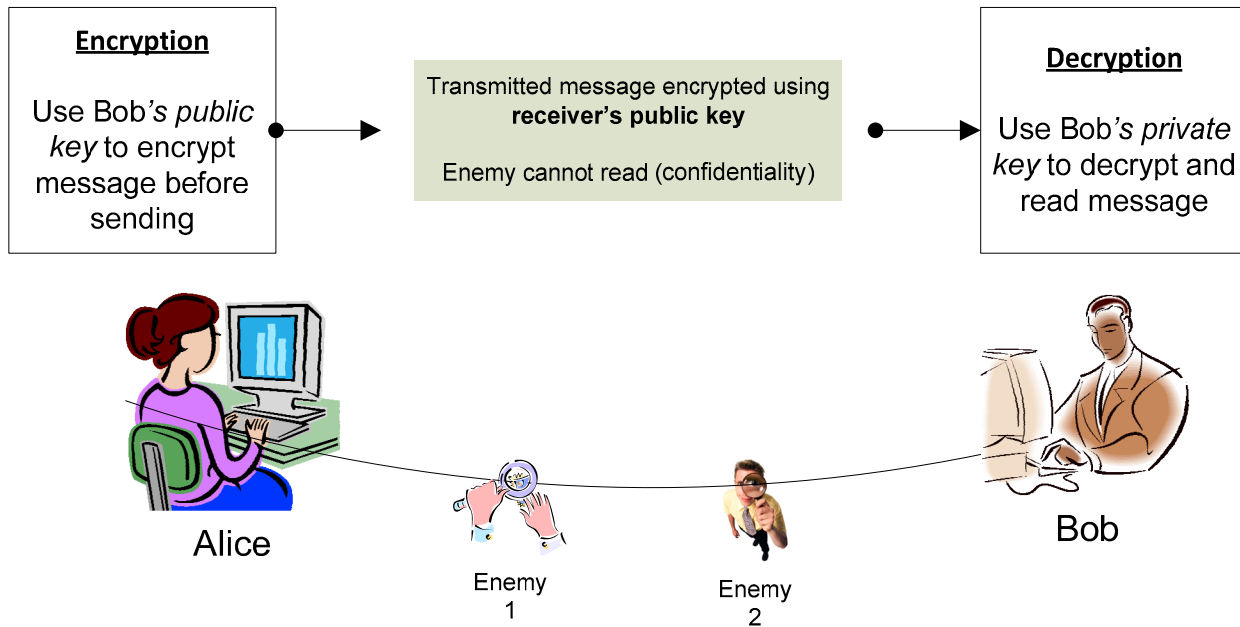 Encryption
Use Bob's public
key to encrypt
message before
sending
Transmitted message encrypted using
receiver's public key
Enemy cannot read (confidentiality)
Decryption
Use Bob's private
key to decrypt and
read message
Alice
Enemy
1
Enemy
2
Bob